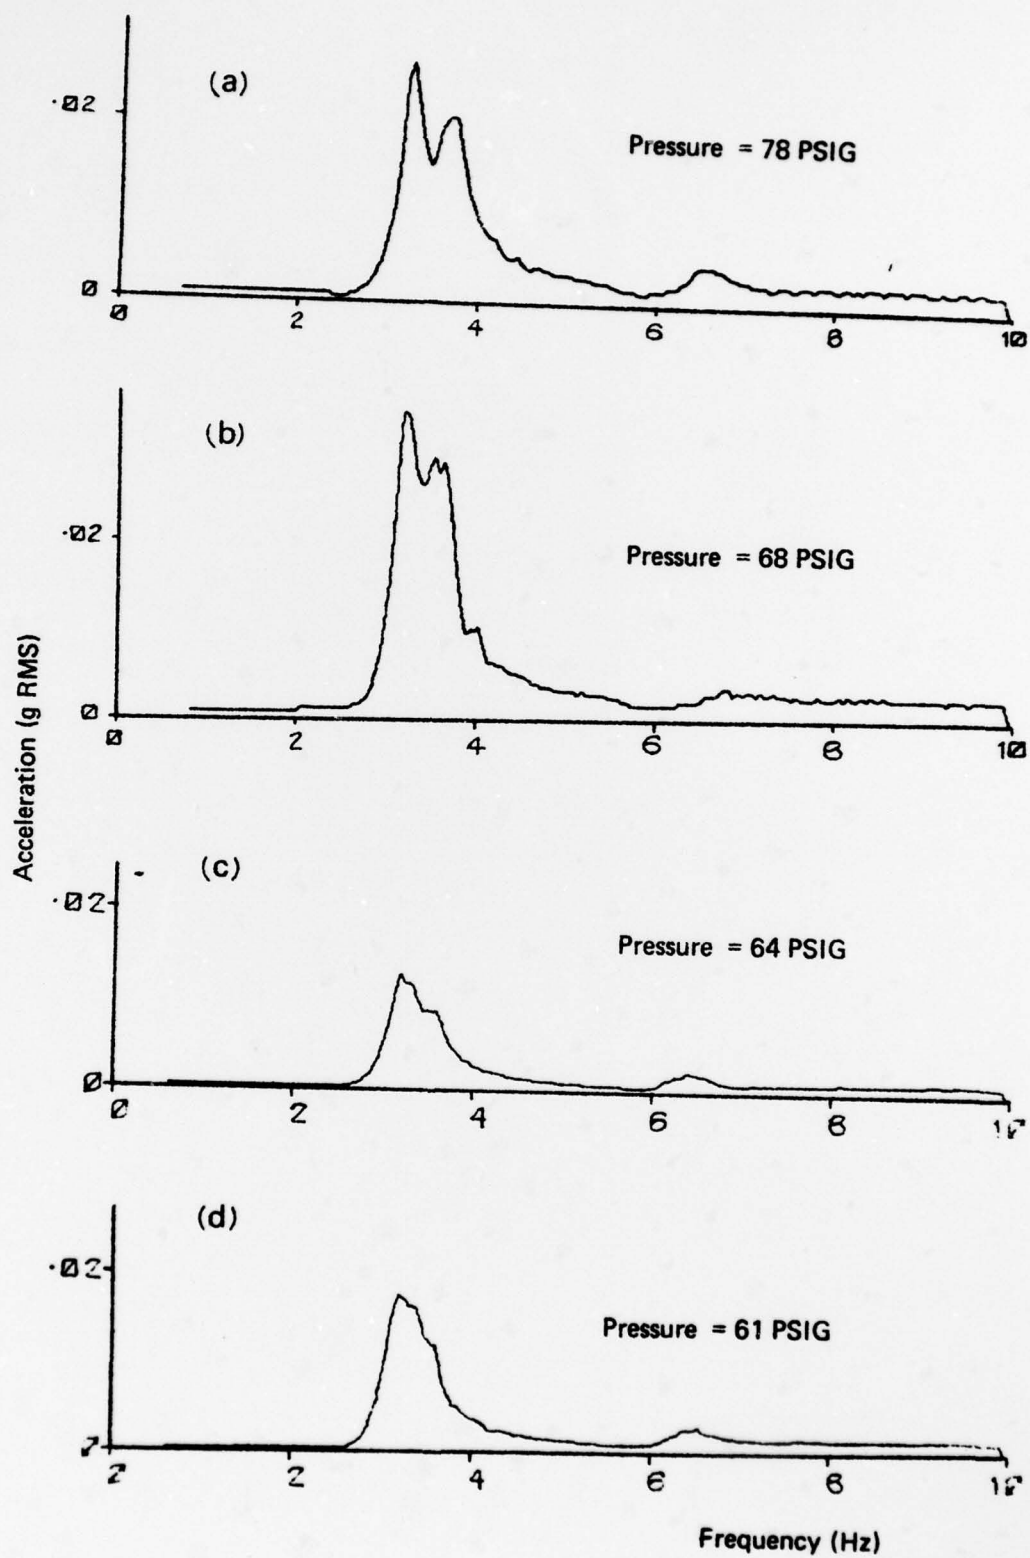 (a)
.02
Pressure = 78 PSIG
0
0 2 4 6 8 10
(b)
.02
Pressure = 68 PSIG
0
0 2 4 6 8 10
Acceleration (g RMS)
(c)
.02
Pressure = 64 PSIG
0
0 2 4 6 8
(d)
.02
Pressure = 61 PSIG
2 4 6 8
Frequency (Hz)